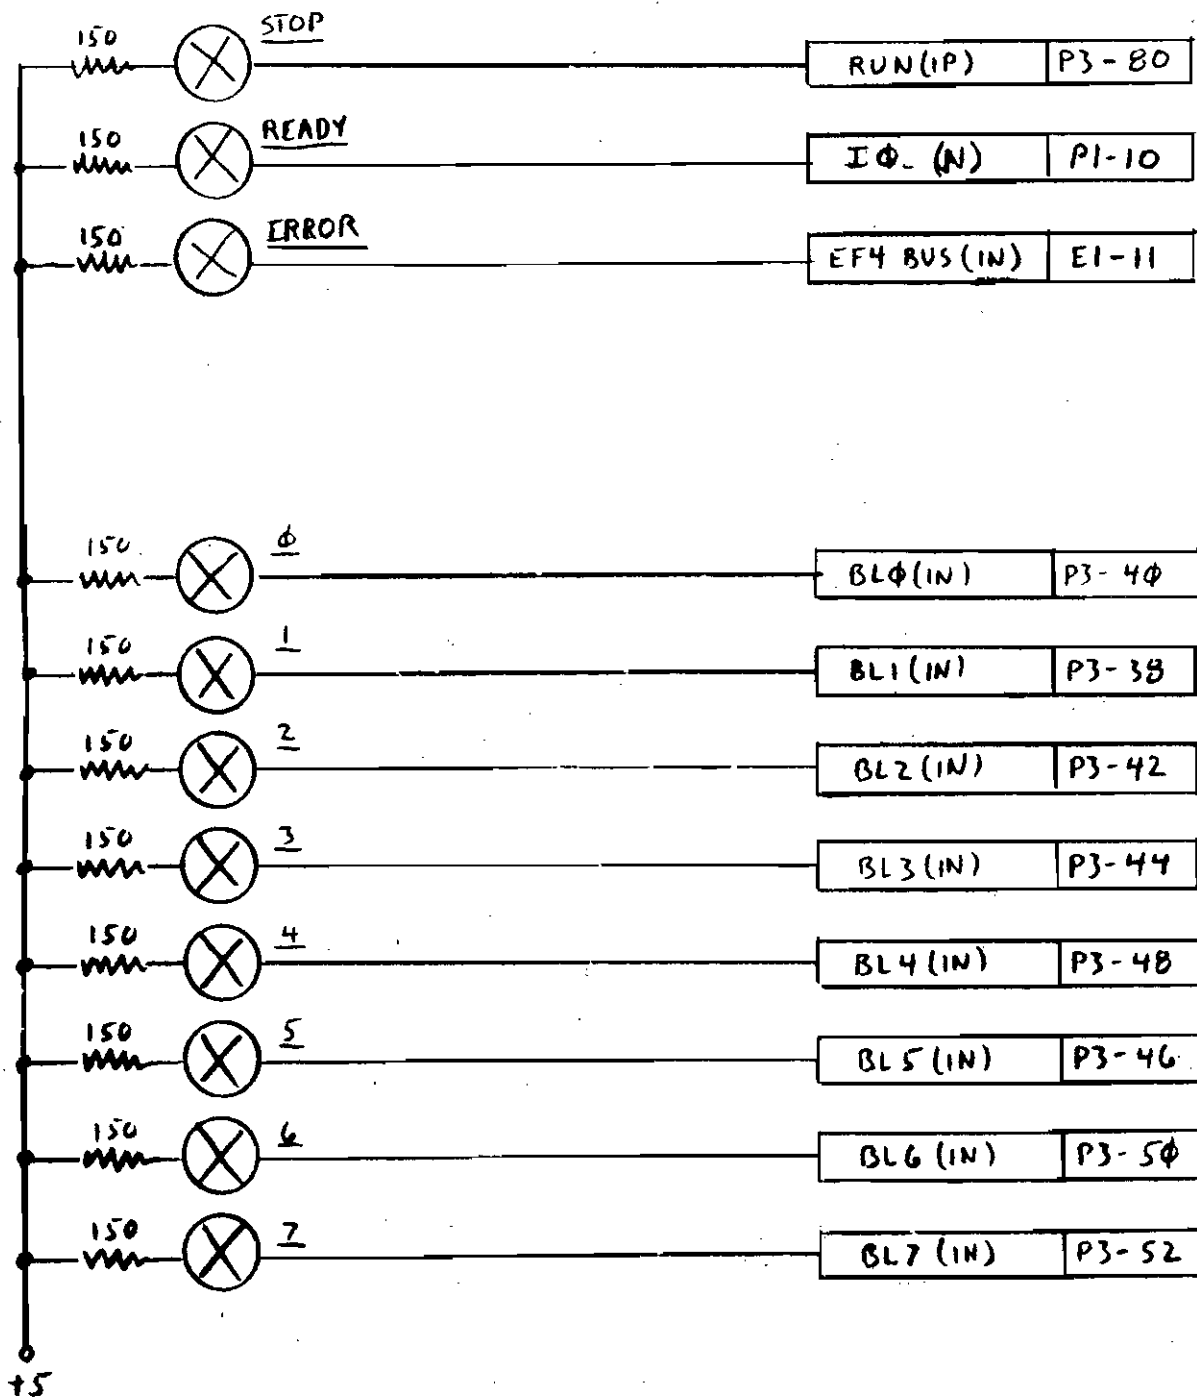 STOP
150 RUN(IP) P3-80
READY
150 IΦ- (N) P1-10
ERROR
150 EF4 BUS(IN) E1-11
Φ
150 BLΦ(IN) P3-4Φ
1
150 BL1(IN) P3-38
2
150 BL2(IN) P3-42
3
150 BL3(IN) P3-44
4
150 BL4(IN) P3-48
5
150 BL5(IN) P3-46
6
150 BL6(IN) P3-5Φ
7
150 BL7(IN) P3-52
+5